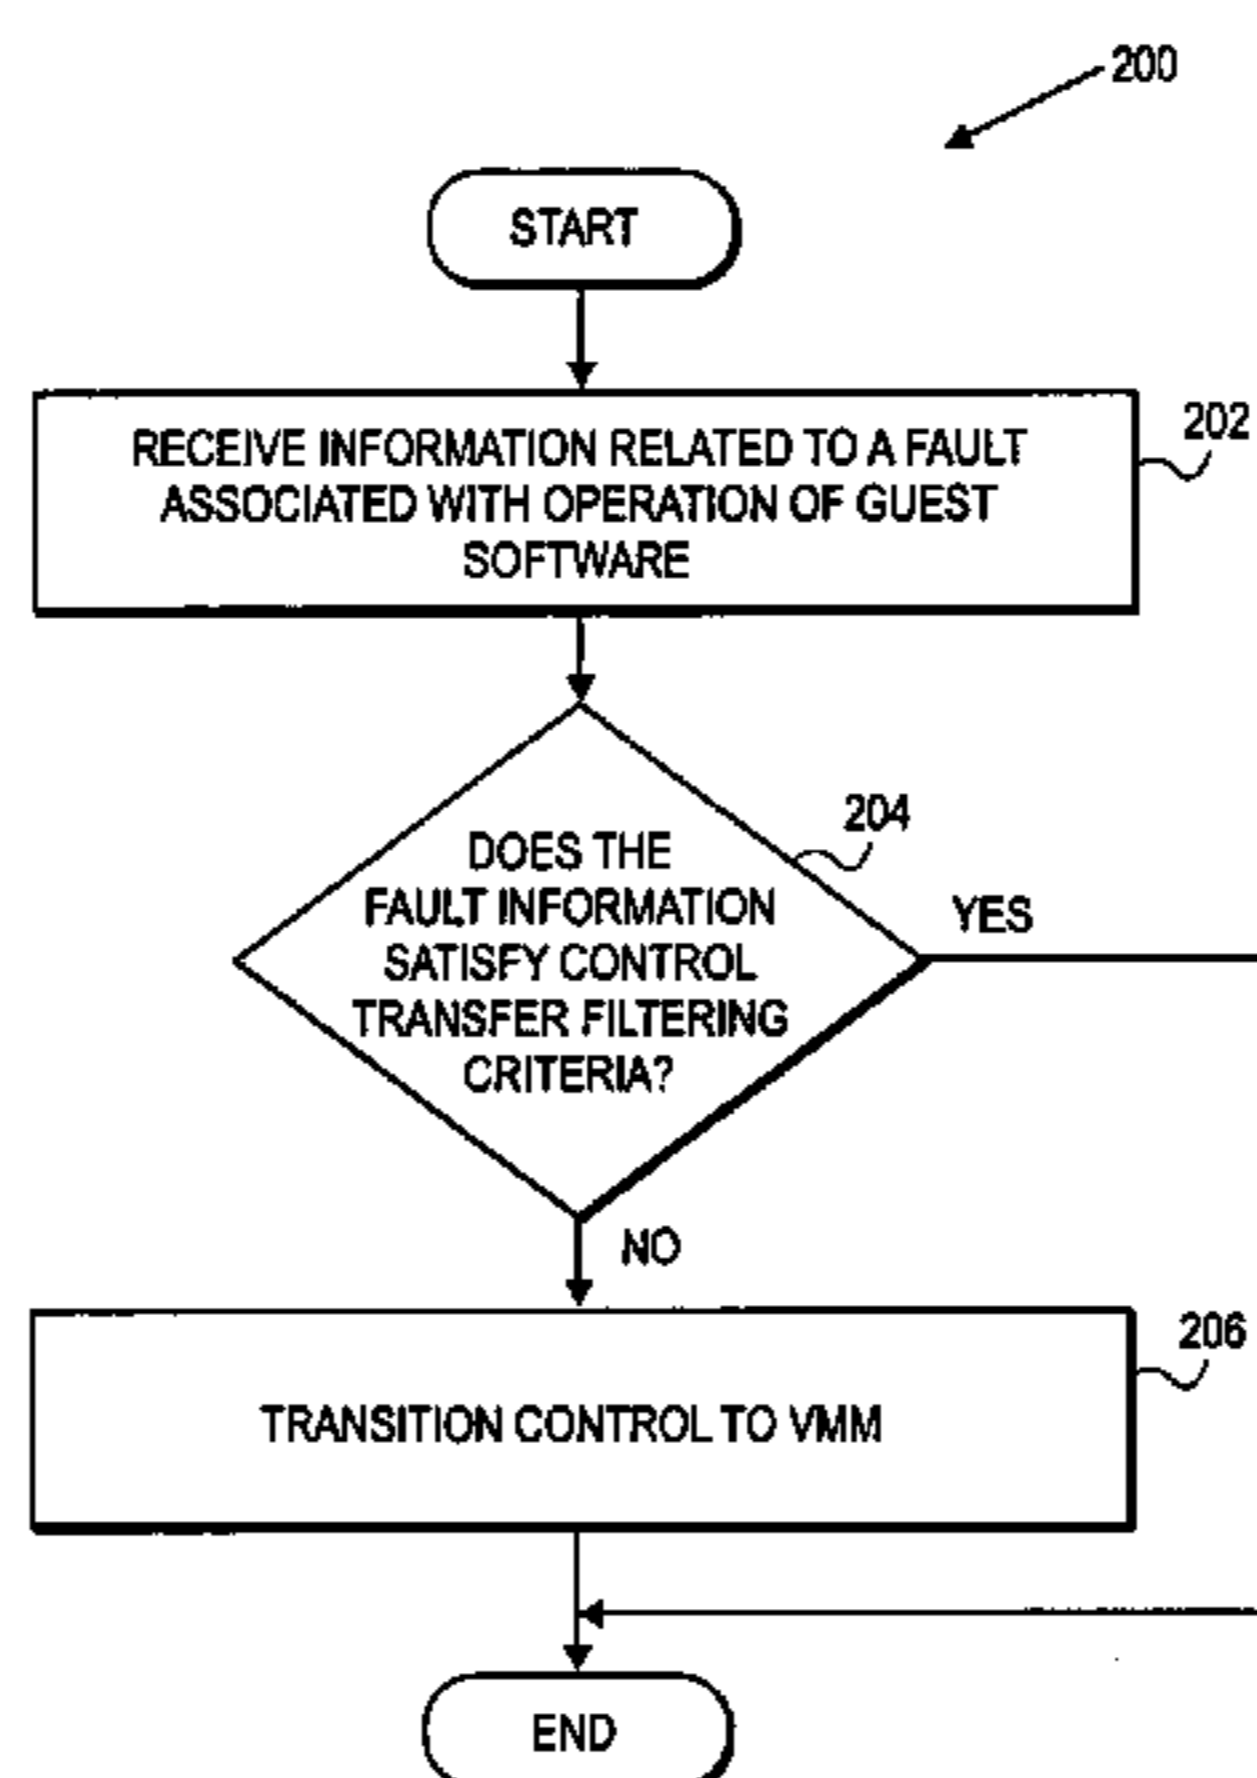 200
START
RECEIVE INFORMATION RELATED TO A FAULT
ASSOCIATED WITH OPERATION OF GUEST
SOFTWARE
202
DOES THE
FAULT INFORMATION
SATISFY CONTROL
TRANSFER FILTERING
CRITERIA?
204
YES
NO
TRANSITION CONTROL TO VMM
206
END